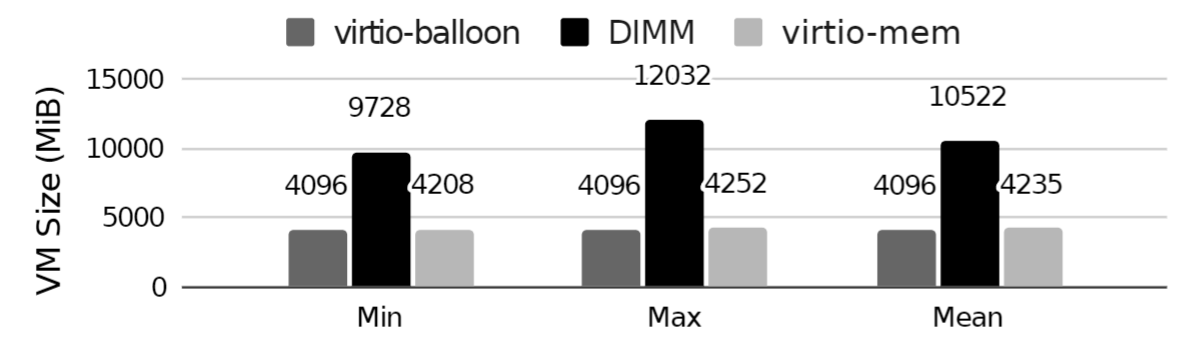 virtio-balloon DIMM virtio-mem
VM Size (MiB)
15000
10000
5000
0
9728
12032
10522
4096
4208
4096
4252
4096
4235
Min
Max
Mean